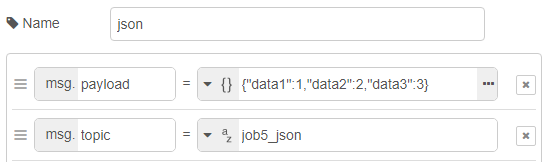 Name json
msg. payload = {} {"data1":1,"data2":2,"data3":3} •••
msg. topic = a z job5_json